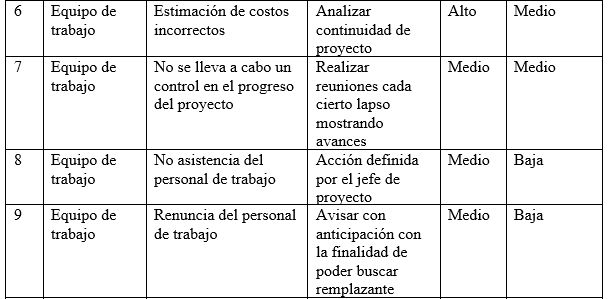 6 Equipo de trabajo Estimación de costos incorrectos Analizar continuidad de proyecto Alto Medio
7 Equipo de trabajo No se lleva a cabo un control en el progreso del proyecto Realizar reuniones cada cierto lapso mostrando avances Medio Medio
8 Equipo de trabajo No asistencia del personal de trabajo Acción definida por el jefe de proyecto Medio Baja
9 Equipo de trabajo Renuncia del personal de trabajo Avisar con anticipación con la finalidad de poder buscar remplazante Medio Baja